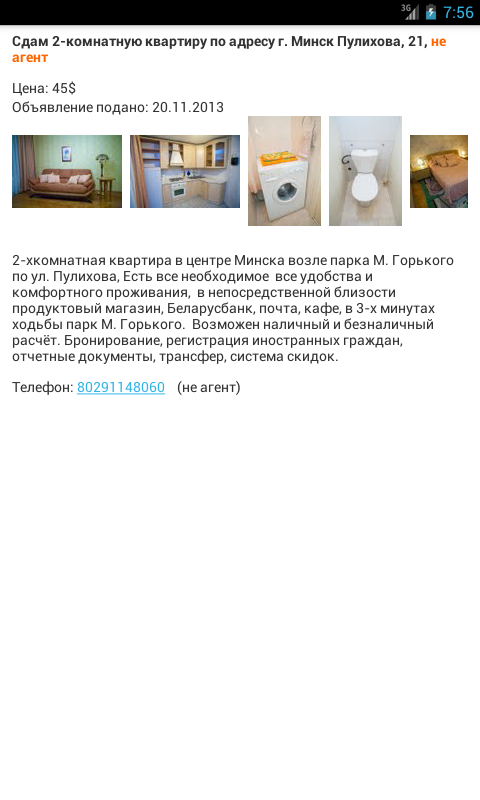 3G 7:56
Сдам 2-комнатную квартиру по адресу г. Минск Пулихова, 21, не
агент
Цена: 45$
Объявление подано: 20.11.2013
2-хкомнатная квартира в центре Минска возле парка М. Горького
по ул. Пулихова, Есть все необходимое  все удобства и
комфортного проживания,  в непосредственной близости
продуктовый магазин, Беларусбанк, почта, кафе, в 3-х минутах
ходьбы парк М. Горького.  Возможен наличный и безналичный
расчёт. Бронирование, регистрация иностранных граждан,
отчетные документы, трансфер, система скидок.
Телефон: 80291148060   (не агент)